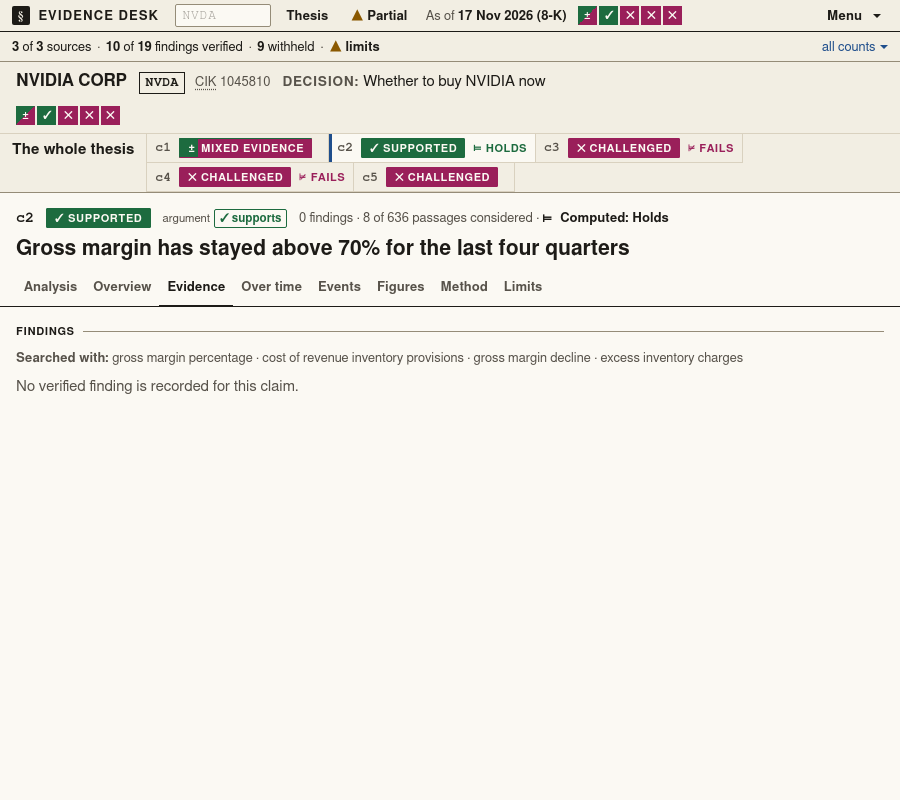 § EVIDENCE DESK NVDA Thesis ▲ Partial As of 17 Nov 2026 (8-K) ± ✓ ✕ ✕ ✕ Menu
3 of 3 sources · 10 of 19 findings verified · 9 withheld · ▲ limits all counts
NVIDIA CORP NVDA CIK 1045810 DECISION: Whether to buy NVIDIA now
± ✓ ✕ ✕ ✕
The whole thesis c1 ± MIXED EVIDENCE c2 ✓ SUPPORTED ⊨ HOLDS c3 ✕ CHALLENGED ⊭ FAILS
c4 ✕ CHALLENGED ⊭ FAILS c5 ✕ CHALLENGED
c2 ✓ SUPPORTED argument ✓ supports 0 findings · 8 of 636 passages considered · ⊨ Computed: Holds
Gross margin has stayed above 70% for the last four quarters
Analysis Overview Evidence Over time Events Figures Method Limits
FINDINGS
Searched with: gross margin percentage · cost of revenue inventory provisions · gross margin decline · excess inventory charges
No verified finding is recorded for this claim.